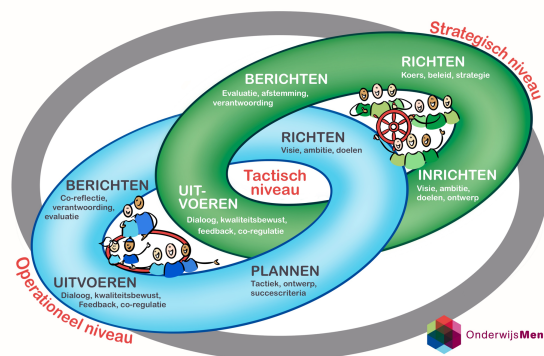 Strategisch niveau
RICHTEN
Koers, beleid, strategie
BERICHTEN
Evaluatie, afstemming,
verantwoording
RICHTEN
Visie, ambitie, doelen
INRICHTEN
Visie, ambitie,
doelen, ontwerp
Tactisch
niveau
UIT-
VOEREN
Dialoog, kwaliteitsbewust,
feedback, co-regulatie
BERICHTEN
Co-reflectie,
verantwoording,
evaluatie
PLANNEN
Tactiek, ontwerp,
succescriteria
UITVOEREN
Dialoog, kwaliteitsbewust,
Feedback, co-regulatie
Operationeel niveau
OnderwijsMen